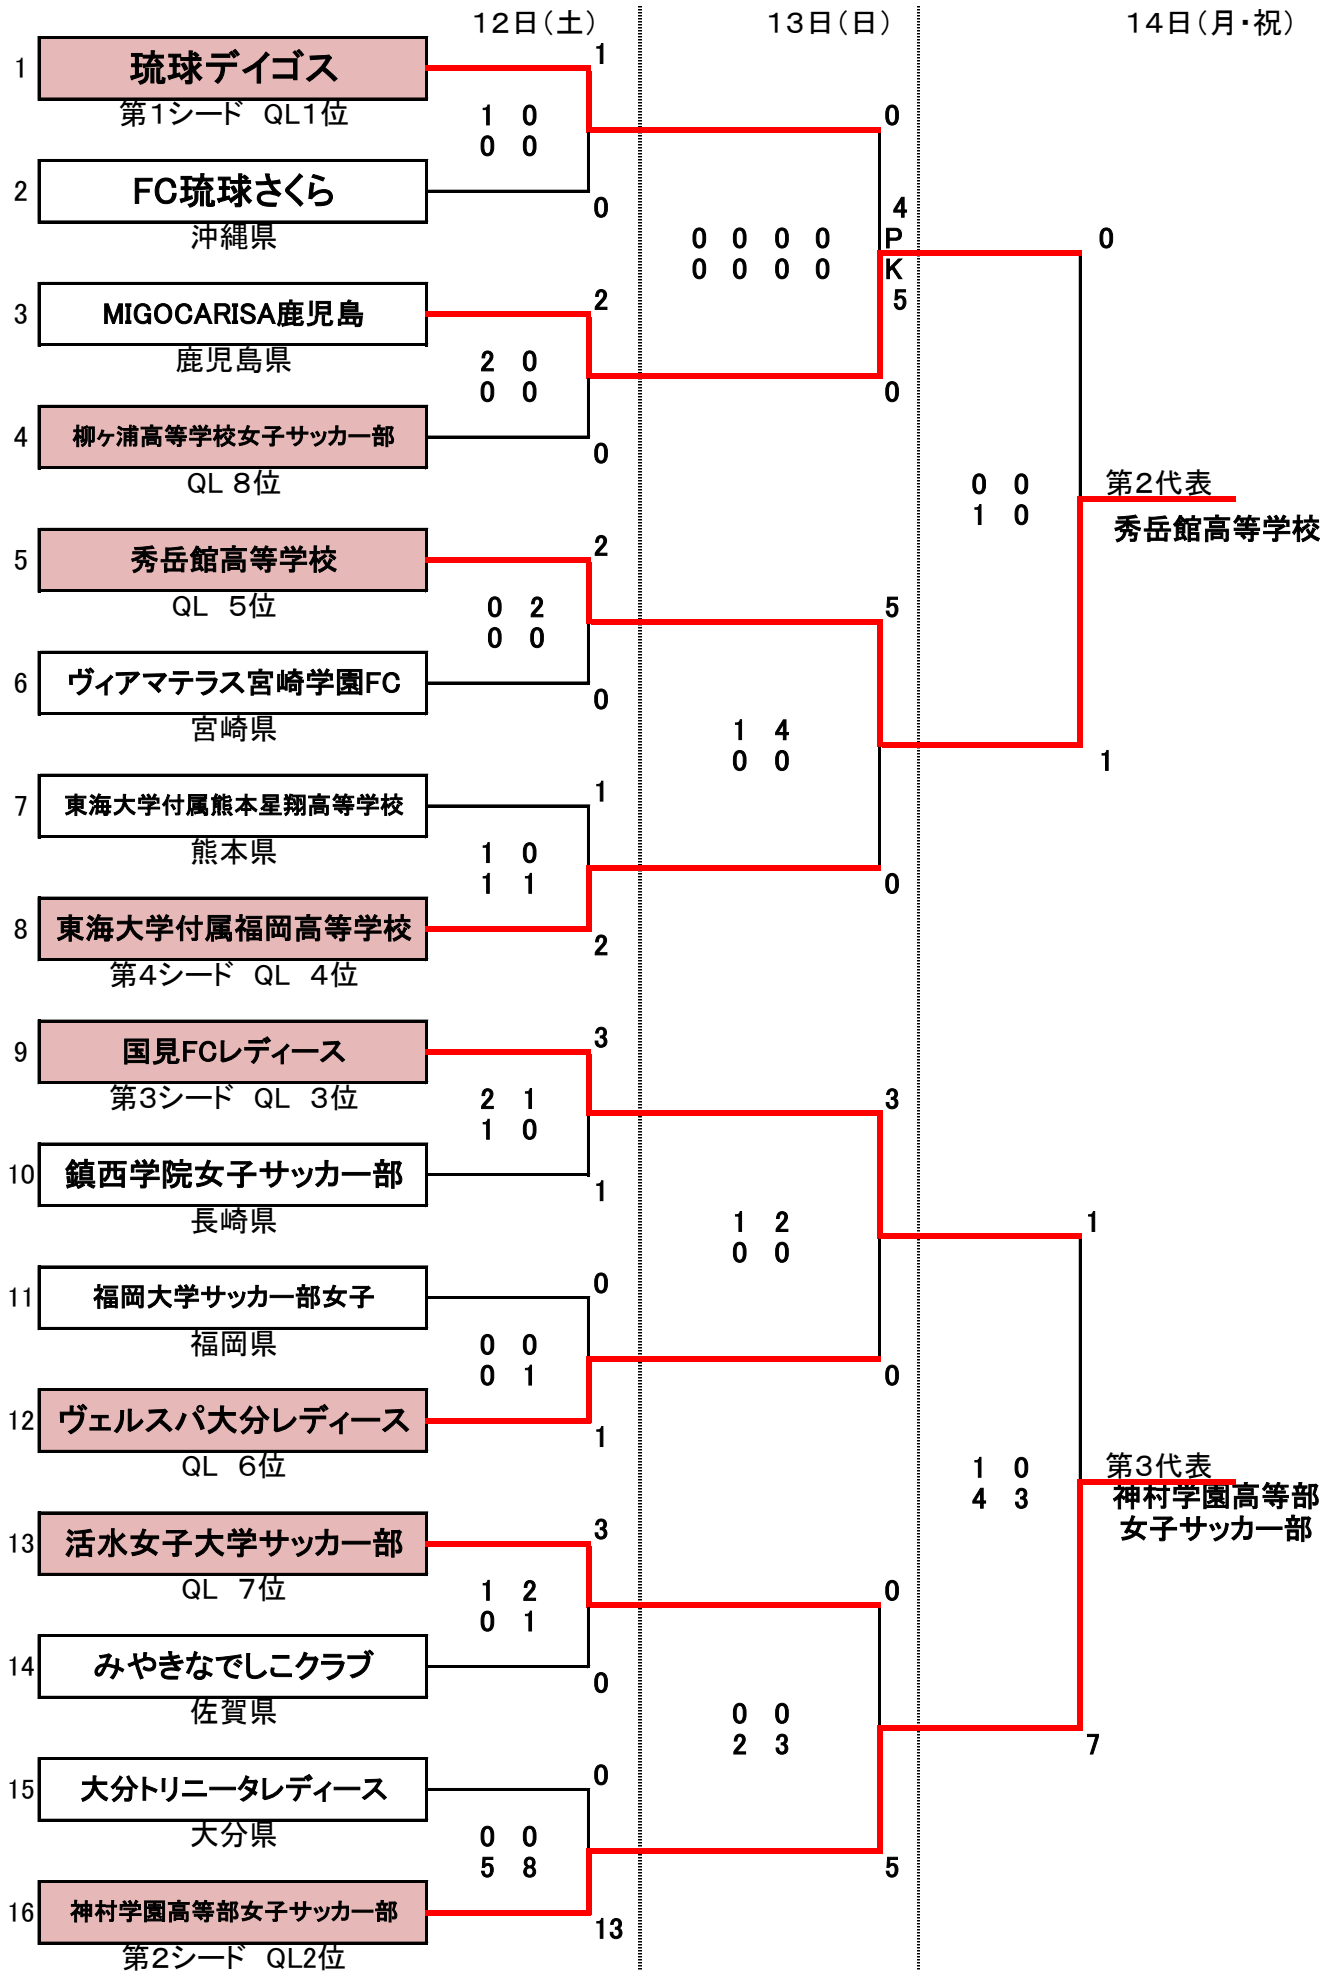 12日(土) 13日(日) 14日(月・祝)
1 琉球デイゴス 1
第1シード QL1位
1 0
0 0
0
2 FC琉球さくら 0
沖縄県
4
0 0 0 0 P
0 0 0 0 K
5
0
3 MIGOCARISA鹿児島 2
鹿児島県
2 0
0 0
0
4 柳ヶ浦高等学校女子サッカー部 0
QL 8位
0 0
1 0
第2代表
秀岳館高等学校
5 秀岳館高等学校 2
QL 5位
0 2
0 0
5
6 ヴィアマテラス宮崎学園FC 0
宮崎県
1 4
0 0
1
7 東海大学付属熊本星翔高等学校 1
熊本県
1 0
1 1
0
8 東海大学付属福岡高等学校 2
第4シード QL 4位
9 国見FCレディース 3
第3シード QL 3位
2 1
1 0
3
10 鎮西学院女子サッカー部 1
長崎県
1 2
0 0
1
11 福岡大学サッカー部女子 0
福岡県
0 0
0 1
0
12 ヴェルスパ大分レディース 1
QL 6位
1 0
4 3
第3代表
神村学園高等部
女子サッカー部
13 活水女子大学サッカー部 3
QL 7位
1 2
0 1
0
14 みやきなでしこクラブ 0
佐賀県
0 0
2 3
7
15 大分トリニータレディース 0
大分県
0 0
5 8
5
16 神村学園高等部女子サッカー部 13
第2シード QL2位